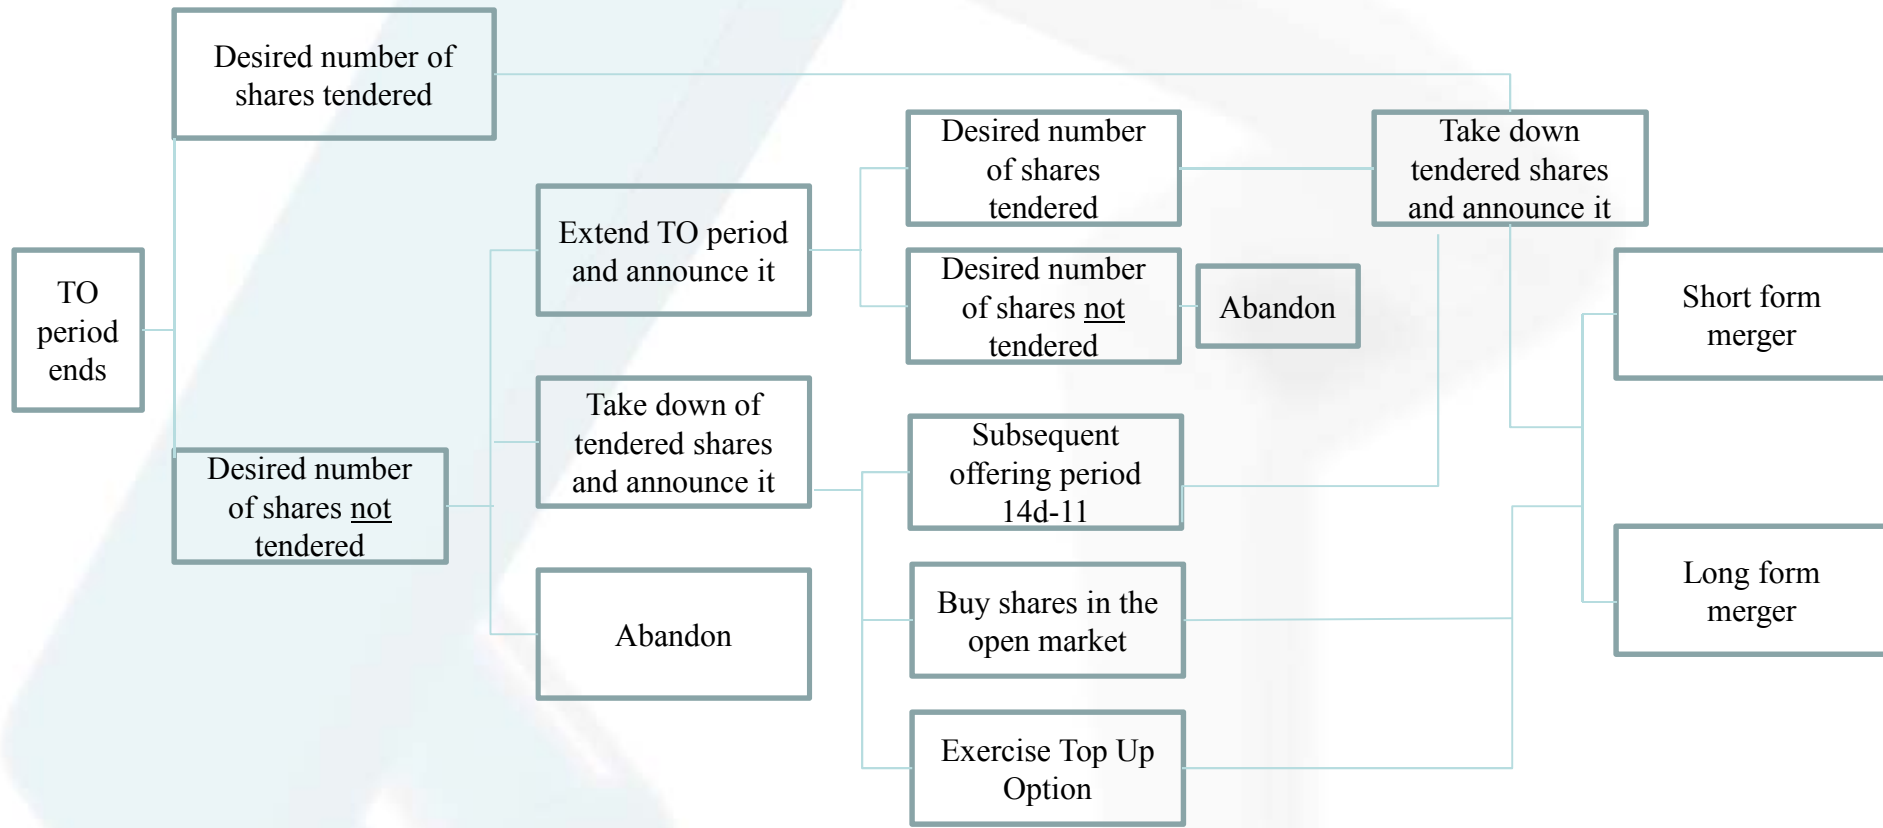 TO
period
ends
Desired number of
shares tendered
Desired number
of shares not
tendered
Extend TO period
and announce it
Take down of
tendered shares
and announce it
Abandon
Desired number
of shares
tendered
Desired number
of shares not
tendered
Abandon
Subsequent
offering period
14d-11
Buy shares in the
open market
Exercise Top Up
Option
Take down
tendered shares
and announce it
Short form
merger
Long form
merger